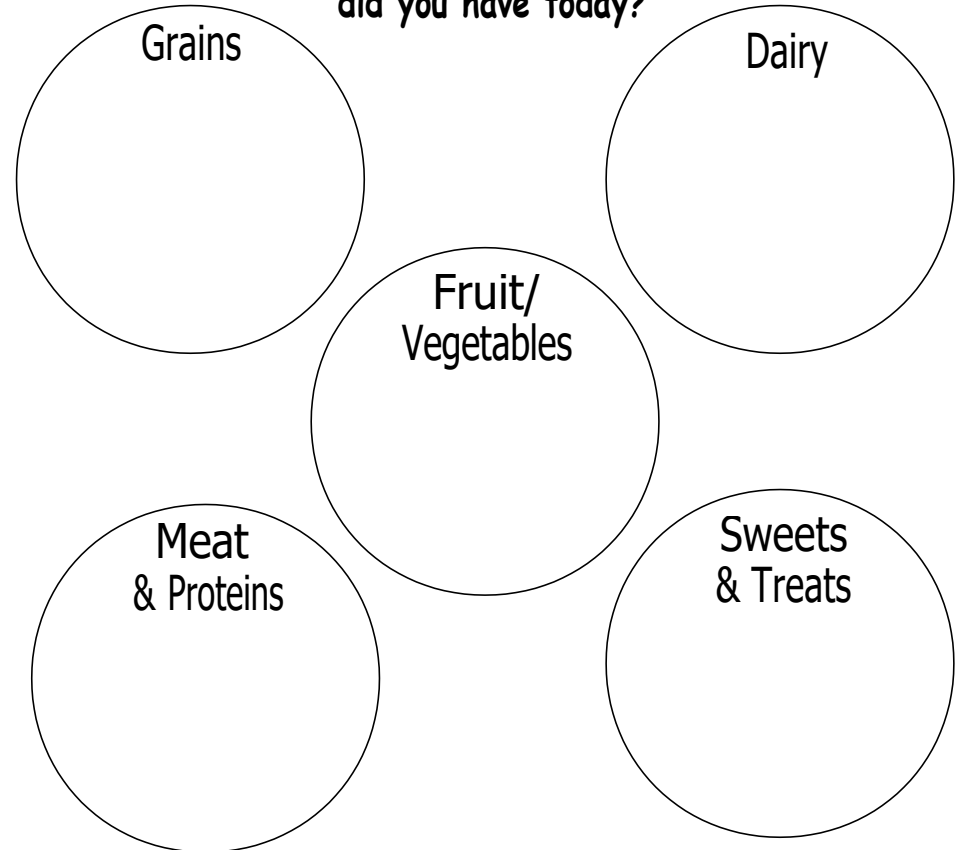 did you have today?
Grains
Dairy
Fruit/
Vegetables
Meat
& Proteins
Sweets
& Treats